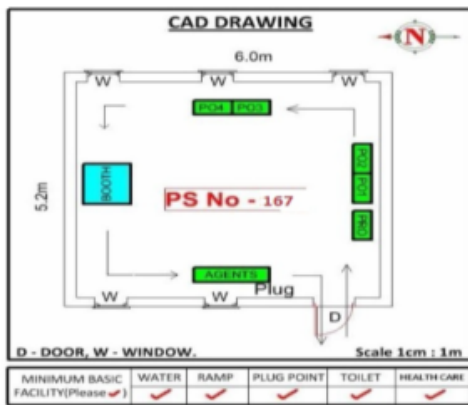 CAD DRAWING
N
6.0m
W W W
PO4 PO3
5.2m
BOOTH
PO2
PO1
PRO
PS No - 167
AGENTS
Plug
W W
D
D - DOOR, W - WINDOW. Scale 1cm : 1m
MINIMUM BASIC FACILITY(Please ✓) WATER RAMP PLUG POINT TOILET HEALTH CARE
✓ ✓ ✓ ✓ ✓